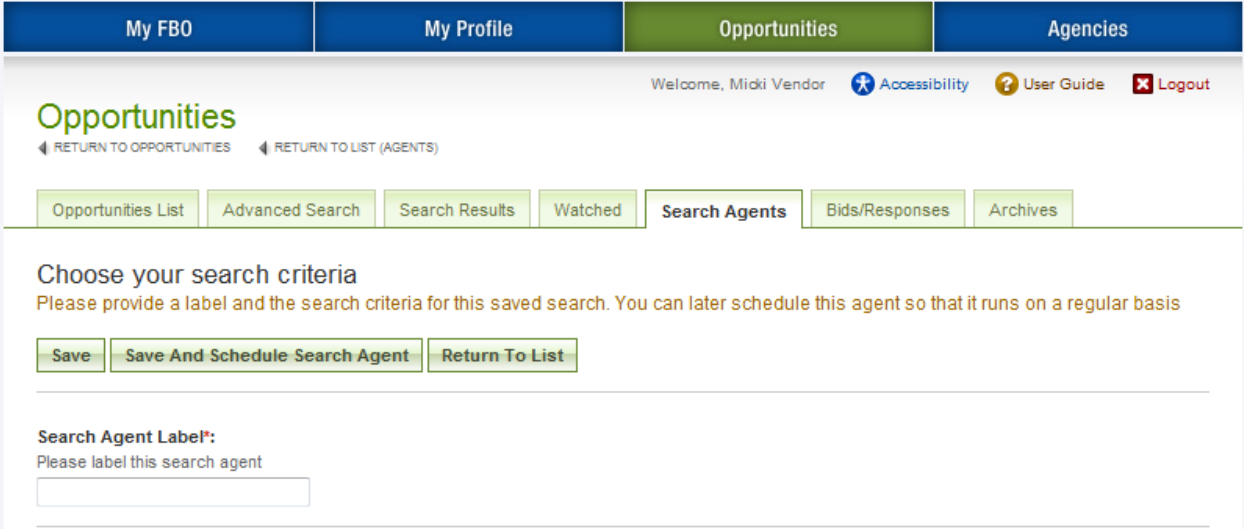 My FBO My Profile Opportunities Agencies
Welcome, Micki Vendor Accessibility User Guide Logout
Opportunities
RETURN TO OPPORTUNITIES RETURN TO LIST (AGENTS)
Opportunities List Advanced Search Search Results Watched Search Agents Bids/Responses Archives
Choose your search criteria
Please provide a label and the search criteria for this saved search. You can later schedule this agent so that it runs on a regular basis
Save Save And Schedule Search Agent Return To List
Search Agent Label*:
Please label this search agent